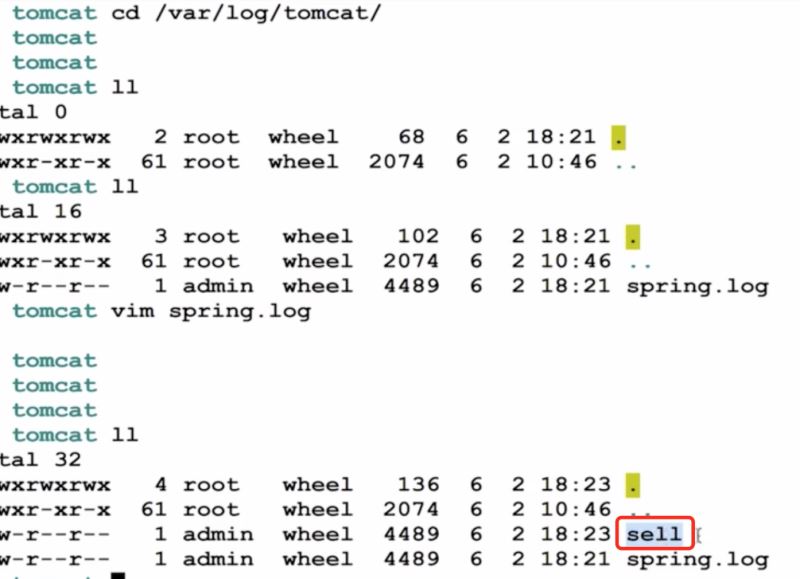 tomcat cd /var/log/tomcat/
tomcat
tomcat
tomcat ll
tal 0
wxrwxrwx 2 root wheel 68 6 2 18:21 .
wxr-xr-x 61 root wheel 2074 6 2 10:46 ..
tomcat ll
tal 16
wxrwxrwx 3 root wheel 102 6 2 18:21 .
wxr-xr-x 61 root wheel 2074 6 2 10:46 ..
w-r--r-- 1 admin wheel 4489 6 2 18:21 spring.log
tomcat vim spring.log
tomcat
tomcat
tomcat
tomcat ll
tal 32
wxrwxrwx 4 root wheel 136 6 2 18:23 .
wxr-xr-x 61 root wheel 2074 6 2 10:46 ..
w-r--r-- 1 admin wheel 4489 6 2 18:23 sell
w-r--r-- 1 admin wheel 4489 6 2 18:21 spring.log